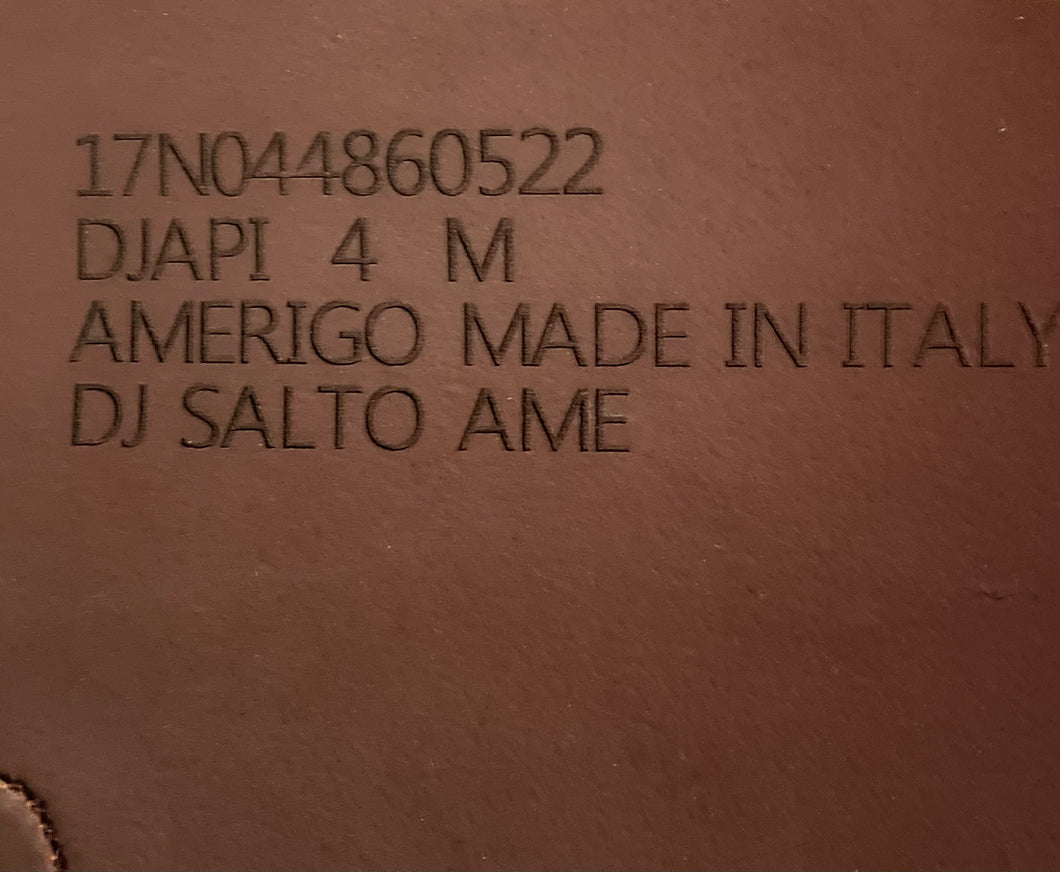 17N044860522
DJAPI 4 M
AMERIGO MADE IN ITALY
DJ SALTO AME